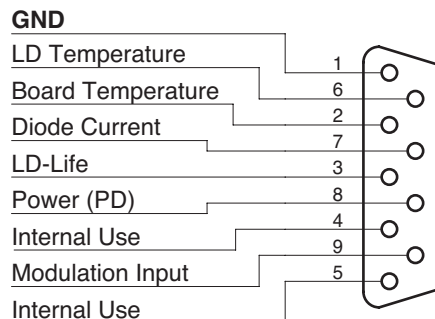 GND
LD Temperature
Board Temperature
Diode Current
LD-Life
Power (PD)
Internal Use
Modulation Input
Internal Use
1
6
2
7
3
8
4
9
5